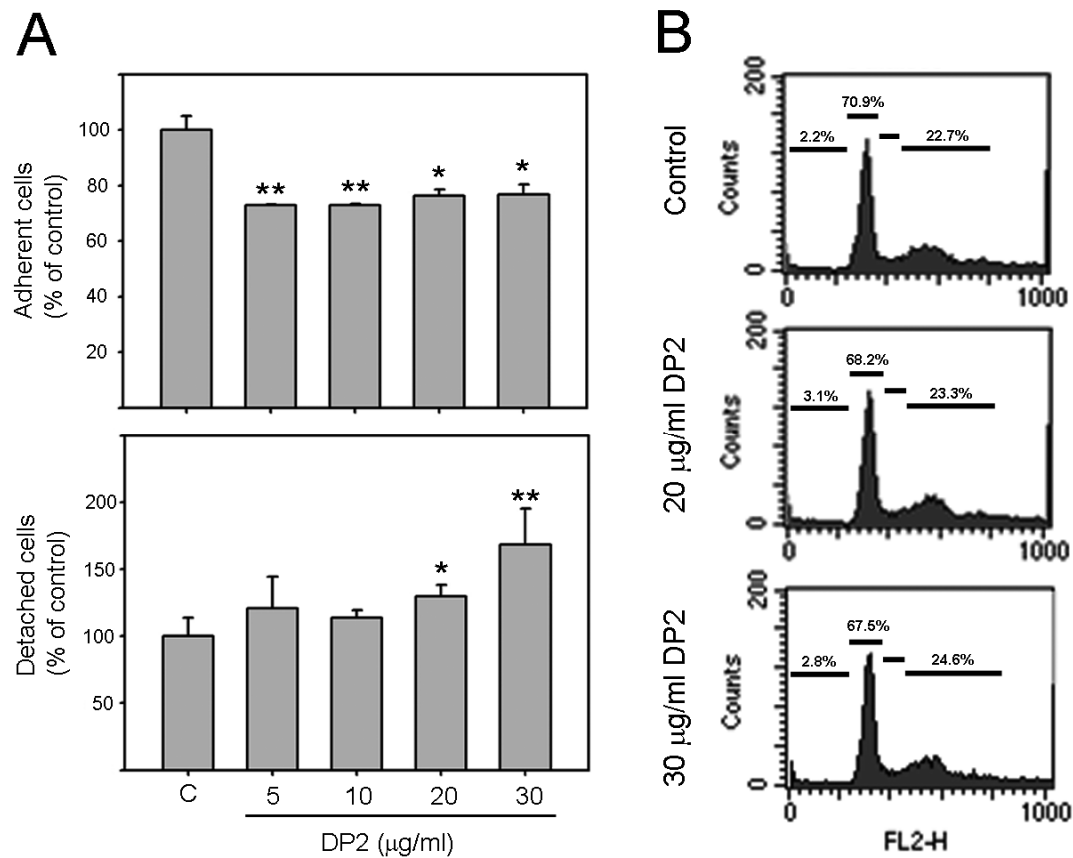 A
Adherent cells
(% of control)
100
80
60
40
20
** ** * *
Detached cells
(% of control)
200
150
100
50
* **
C 5 10 20 30
DP2 (μg/ml)
B
Control
Counts
200
0
2.2% 70.9% 22.7%
0 1000
20 μg/ml DP2
Counts
200
0
3.1% 68.2% 23.3%
0 1000
30 μg/ml DP2
Counts
200
0
2.8% 67.5% 24.6%
0 1000
FL2-H